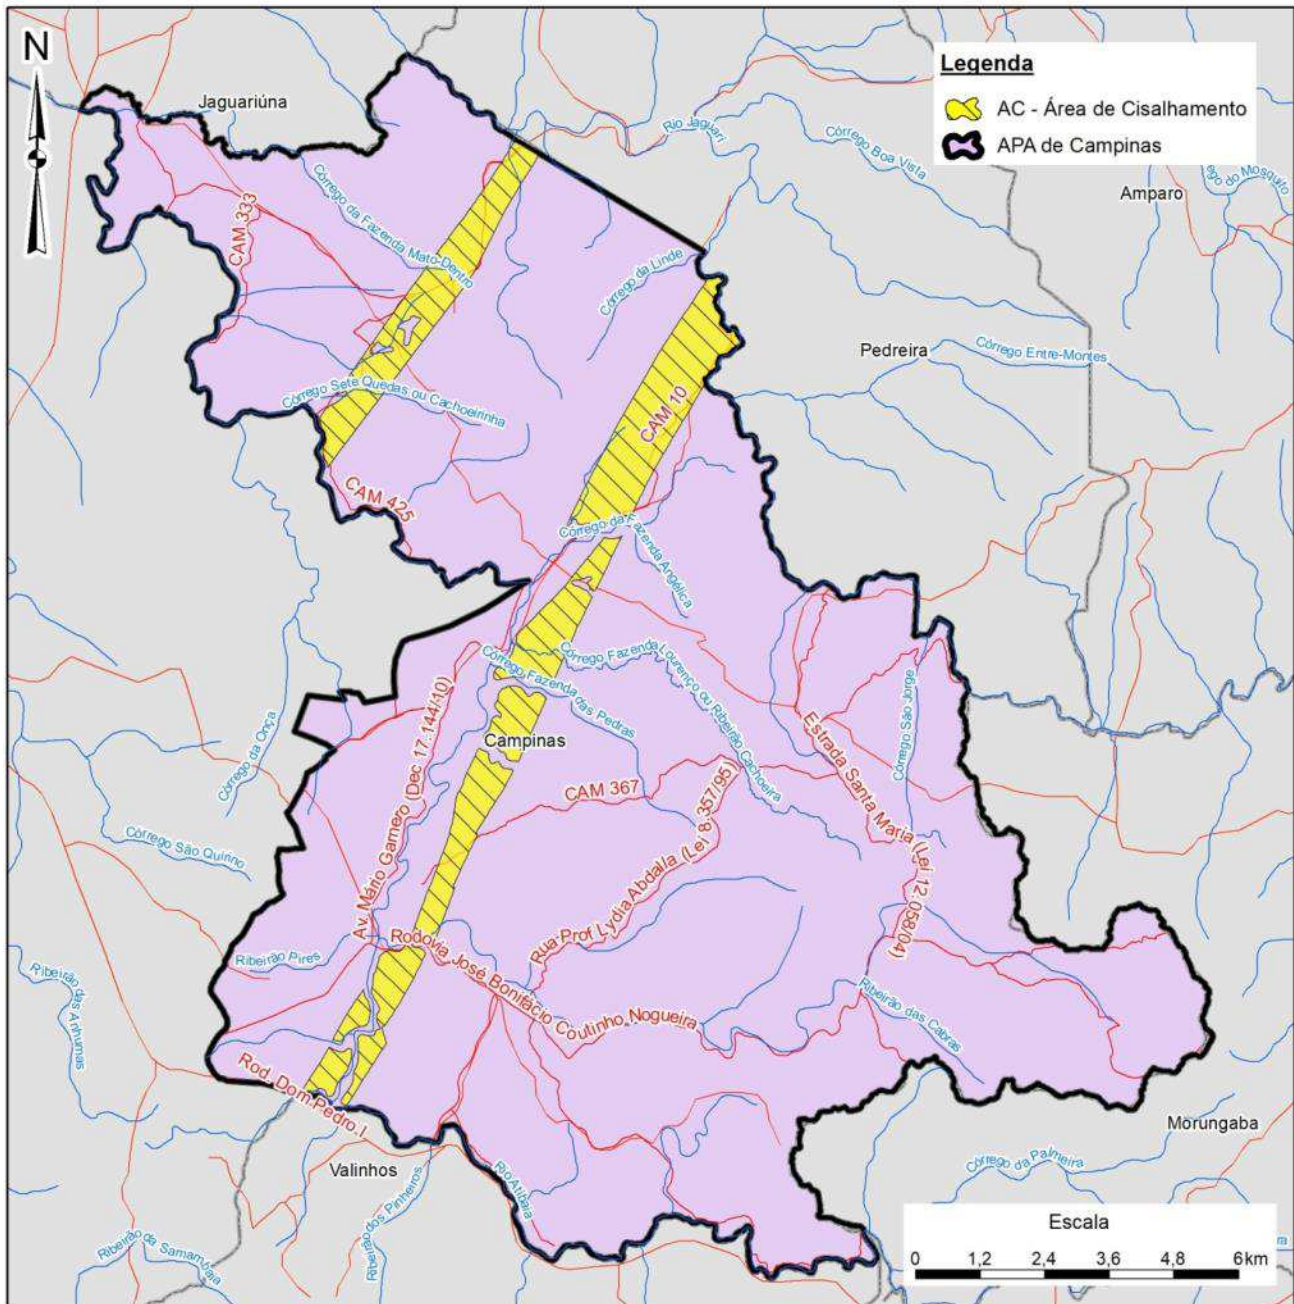 N
Legenda
AC - Área de Cisalhamento
APA de Campinas
Jaguariúna
Rio Jaguari
Córrego Boa Vista
Amparo
Córrego da Fazenda Mato-Dentro
CAM 333
Córrego da Linde
Pedreira
Córrego Entre-Montes
Córrego Sete Quedas ou Cachoeirinha
CAM 10
CAM 425
Córrego da Fazenda Angélica
Córrego Fazenda Lourenço ou Ribeirão Cachoeira
Córrego Fazenda das Pedras
Córrego São Jorge
Córrego da Onça
Campinas
Av. Mário Garnero (Dec 17.144/10)
Estrada Santa Maria (Lei 12.058/04)
CAM 367
Rua Prof Lydia Abdalla (Lei 8.357/95)
Córrego São Quirino
Ribeirão Pires
Rodovia José Bonifácio Coutinho Nogueira
Ribeirão das Anhumas
Ribeirão das Cabras
Rod. Dom Pedro I
Morungaba
Valinhos
Córrego da Palmeira
Rio Atibaia
Ribeirão dos Pinheiros
Ribeirão da Samambaia
Escala
0 1,2 2,4 3,6 4,8 6 km